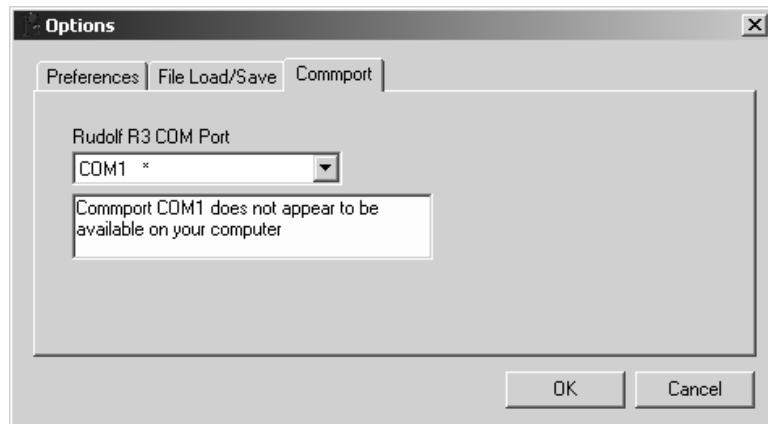 Options
Preferences File Load/Save Commport
Rudolf R3 COM Port
COM1 *
Commport COM1 does not appear to be
available on your computer
OK Cancel